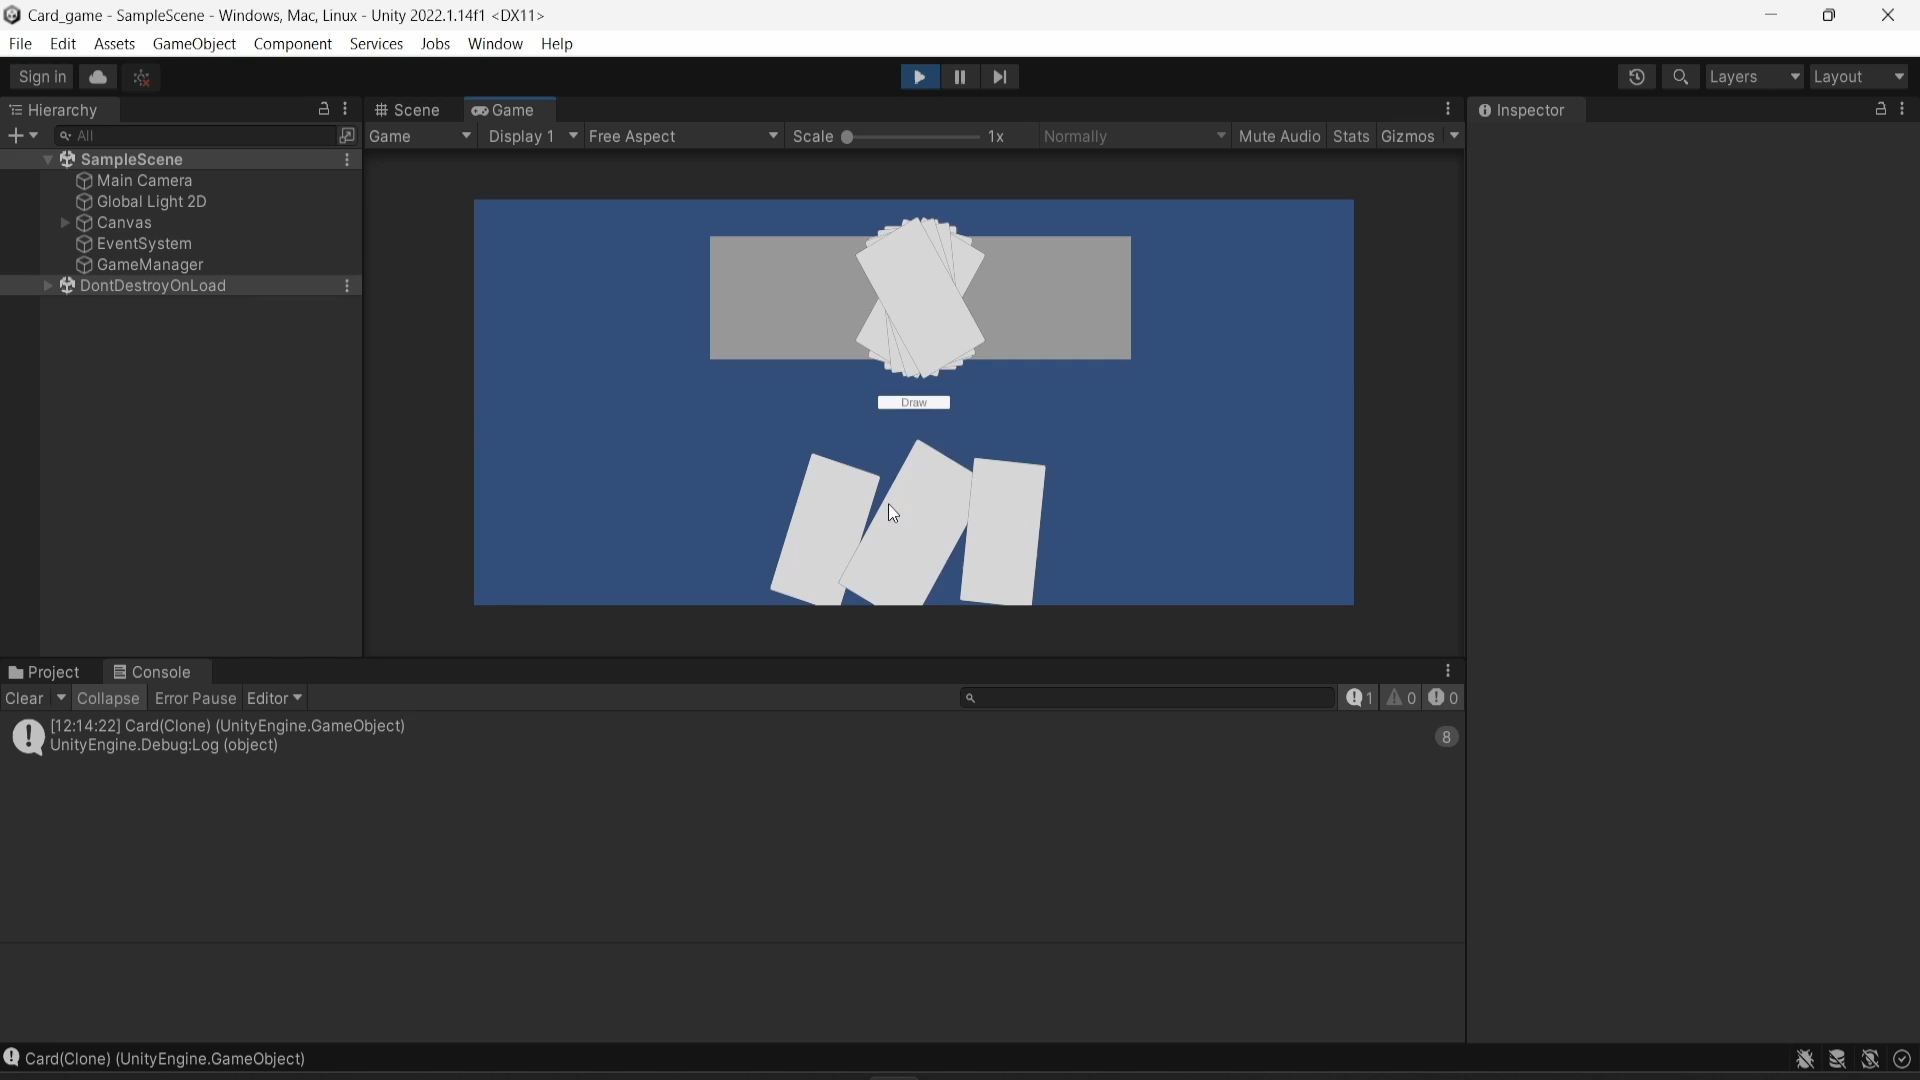 Card_game - SampleScene - Windows, Mac, Linux - Unity 2022.1.14f1 <DX11>
File Edit Assets GameObject Component Services Jobs Window Help
Sign in Layers Layout
Hierarchy Scene Game Inspector
All Game Display 1 Free Aspect Scale 1x Normally Mute Audio Stats Gizmos
SampleScene
Main Camera
Global Light 2D
Canvas
EventSystem
GameManager
DontDestroyOnLoad
Draw
Project Console
Clear Collapse Error Pause Editor 1 0 0
[12:14:22] Card(Clone) (UnityEngine.GameObject)
UnityEngine.Debug:Log (object)
8
Card(Clone) (UnityEngine.GameObject)